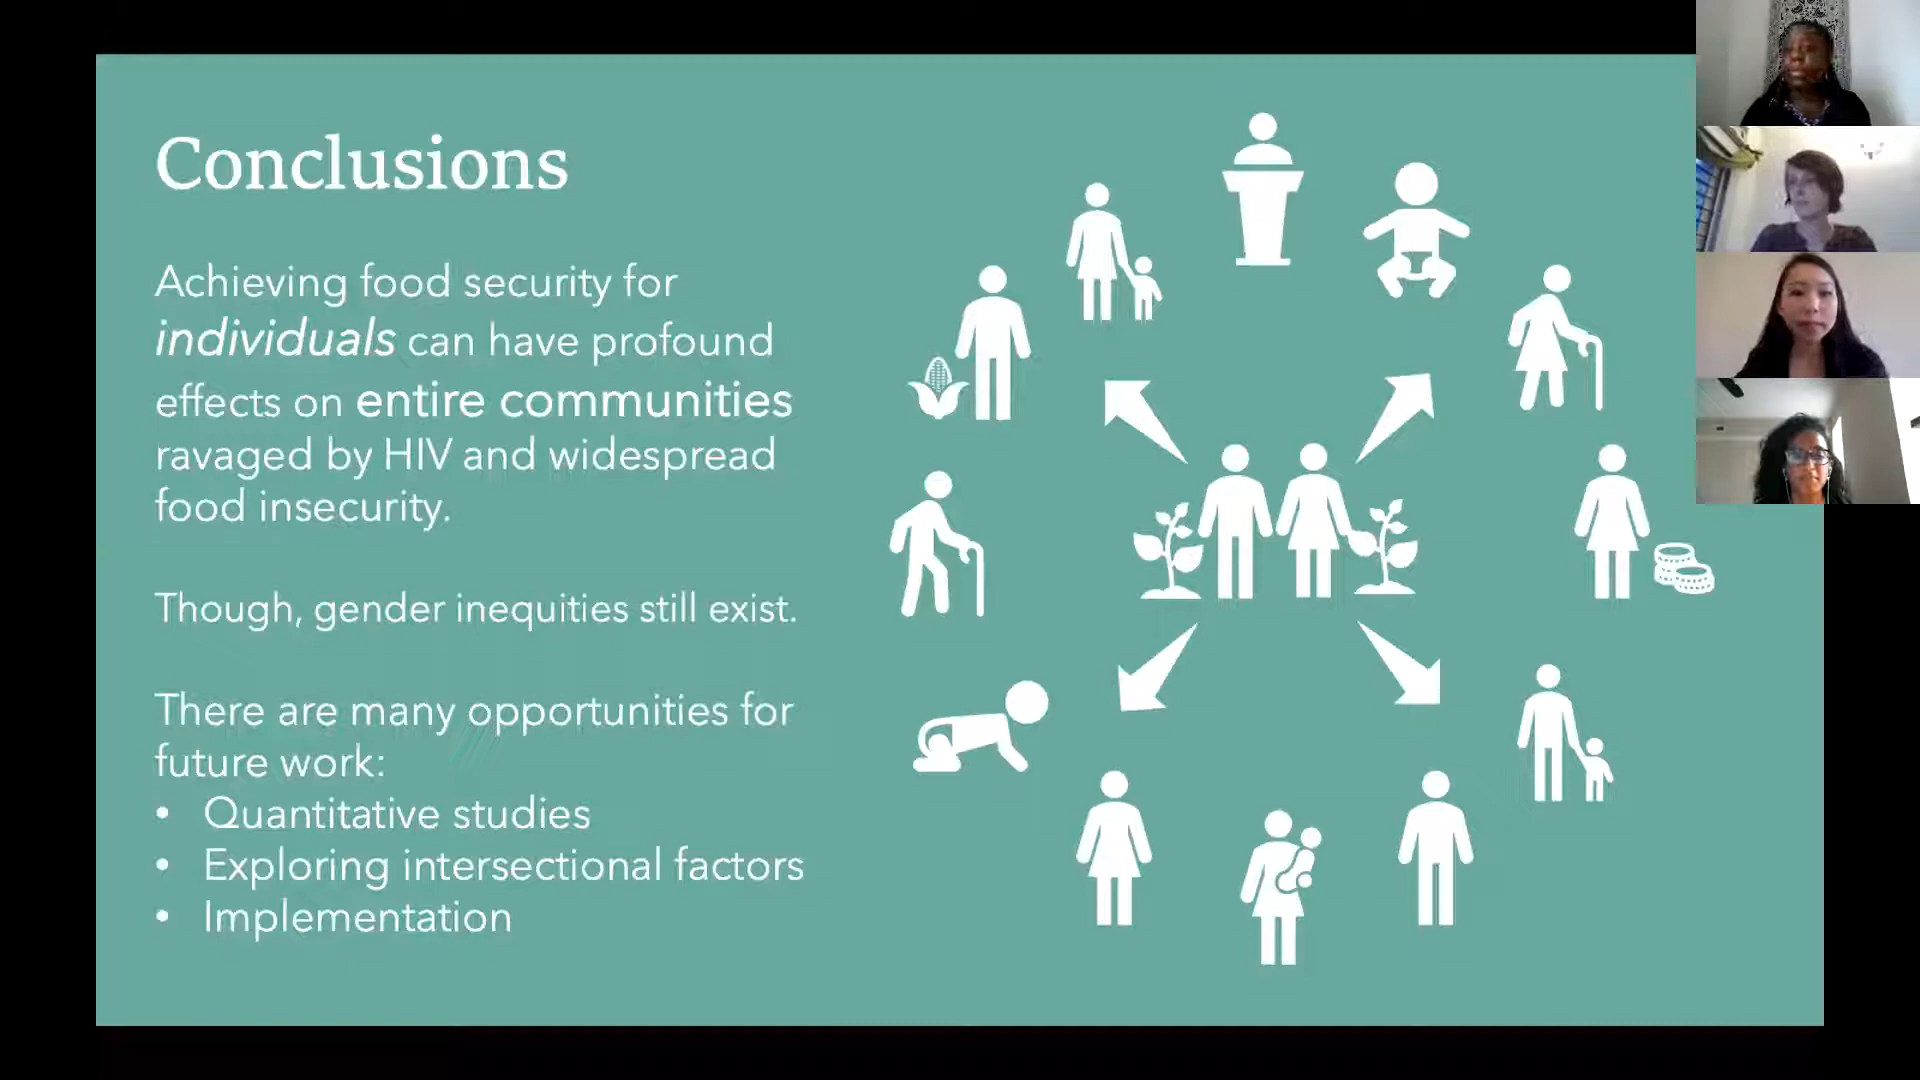 Conclusions
Achieving food security for
individuals can have profound
effects on entire communities
ravaged by HIV and widespread
food insecurity.
Though, gender inequities still exist.
There are many opportunities for
future work:
• Quantitative studies
• Exploring intersectional factors
• Implementation